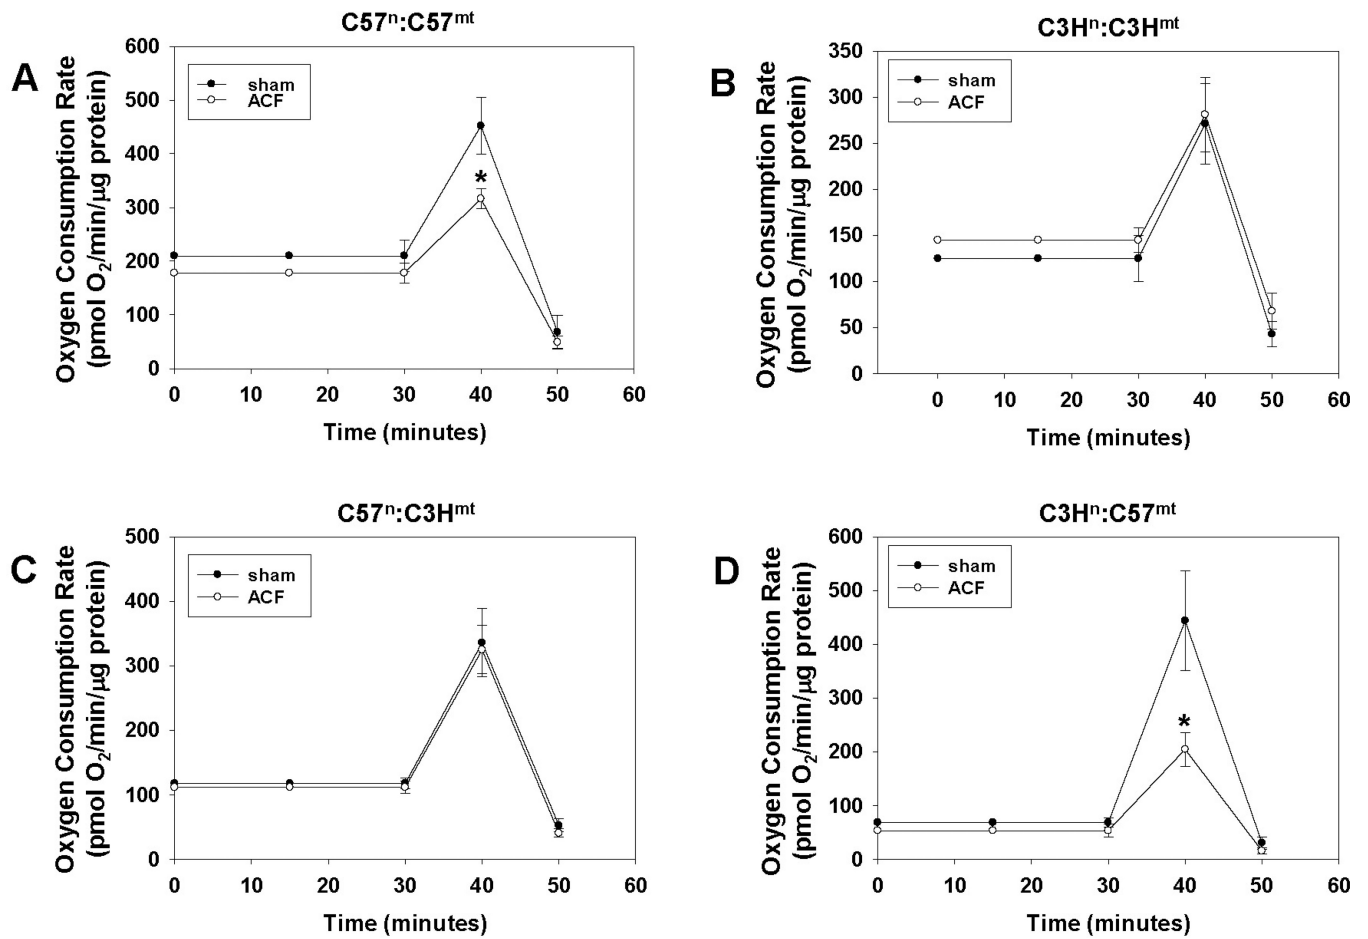 A
C57ⁿ:C57ᵐᵗ
Oxygen Consumption Rate
(pmol O₂/min/µg protein)
600
500
400
300
200
100
0
sham
ACF
*
0 10 20 30 40 50 60
Time (minutes)
B
C3Hⁿ:C3Hᵐᵗ
Oxygen Consumption Rate
(pmol O₂/min/µg protein)
350
300
250
200
150
100
50
0
sham
ACF
0 10 20 30 40 50 60
Time (minutes)
C
C57ⁿ:C3Hᵐᵗ
Oxygen Consumption Rate
(pmol O₂/min/µg protein)
500
400
300
200
100
0
sham
ACF
0 10 20 30 40 50 60
Time (minutes)
D
C3Hⁿ:C57ᵐᵗ
Oxygen Consumption Rate
(pmol O₂/min/µg protein)
600
500
400
300
200
100
0
sham
ACF
*
0 10 20 30 40 50 60
Time (minutes)